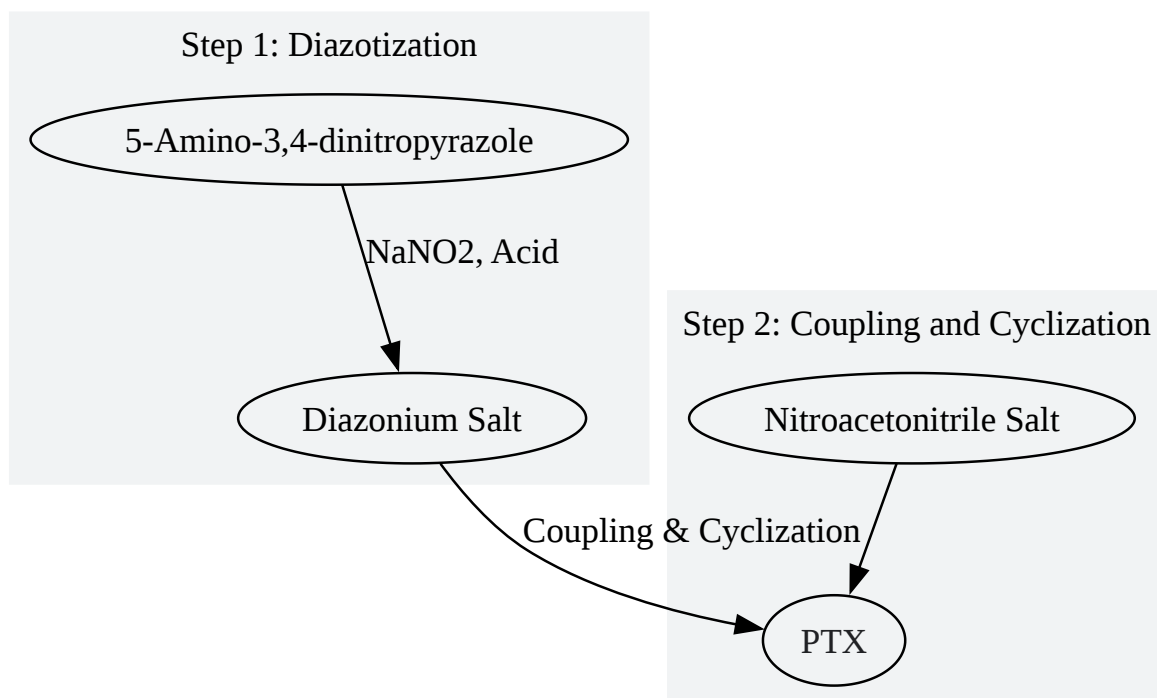 Step 1: Diazotization
5-Amino-3,4-dinitropyrazole
NaNO2, Acid
Diazonium Salt
Step 2: Coupling and Cyclization
Nitroacetonitrile Salt
Coupling & Cyclization
PTX